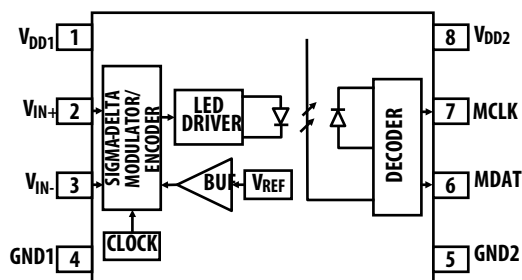 VDD1 1
8 VDD2
VIN+ 2
SIGMA-DELTA
MODULATOR/
ENCODER
LED
DRIVER
DECODER
7 MCLK
VIN- 3
BUF
VREF
6 MDAT
CLOCK
GND1 4
5 GND2